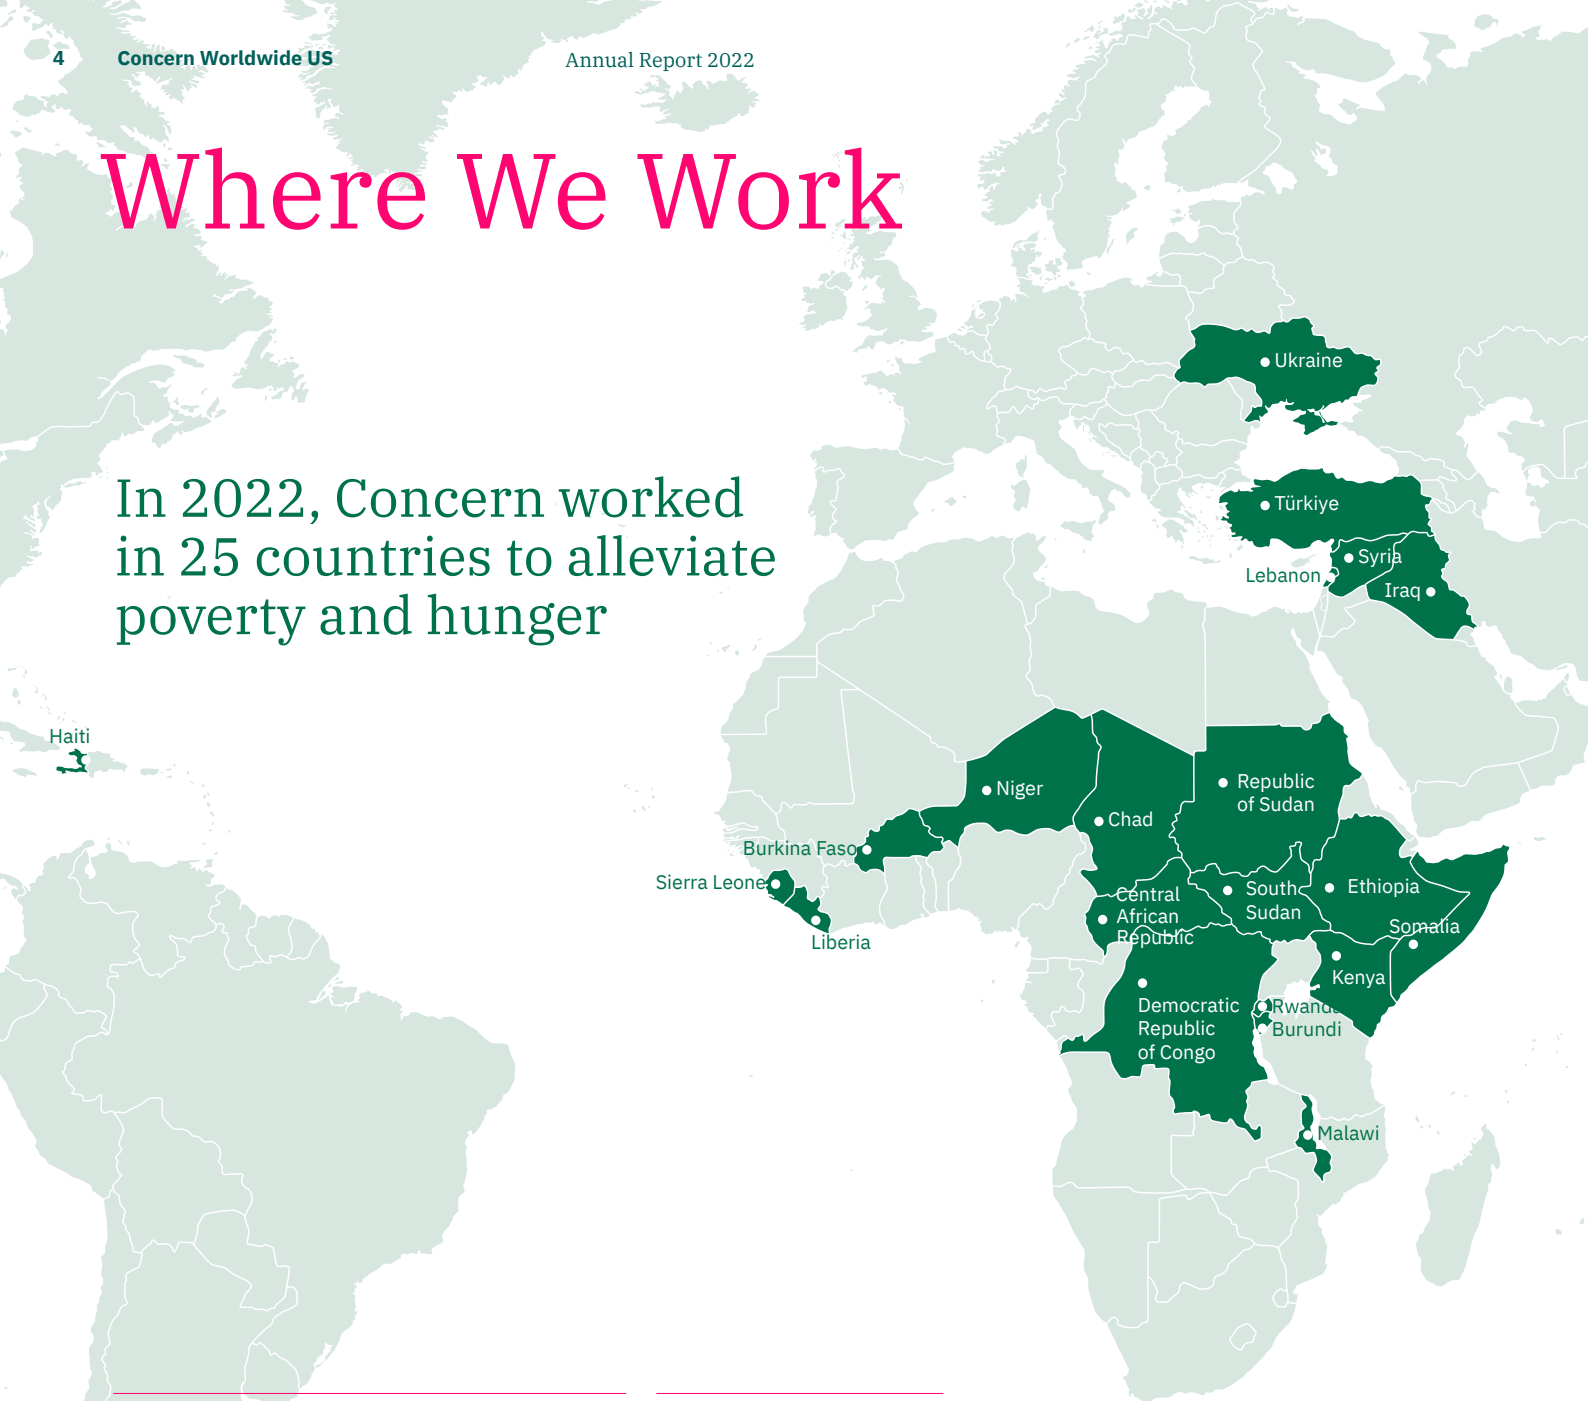 4
Concern Worldwide US
Annual Report 2022
Where We Work
In 2022, Concern worked
in 25 countries to alleviate
poverty and hunger
Ukraine
Türkiye
Syria
Lebanon
Iraq
Haiti
Niger
Republic
of Sudan
Chad
Burkina Faso
Sierra Leone
Liberia
Central
African
Republic
South
Sudan
Ethiopia
Somalia
Kenya
Democratic
Republic
of Congo
Rwanda
Burundi
Malawi